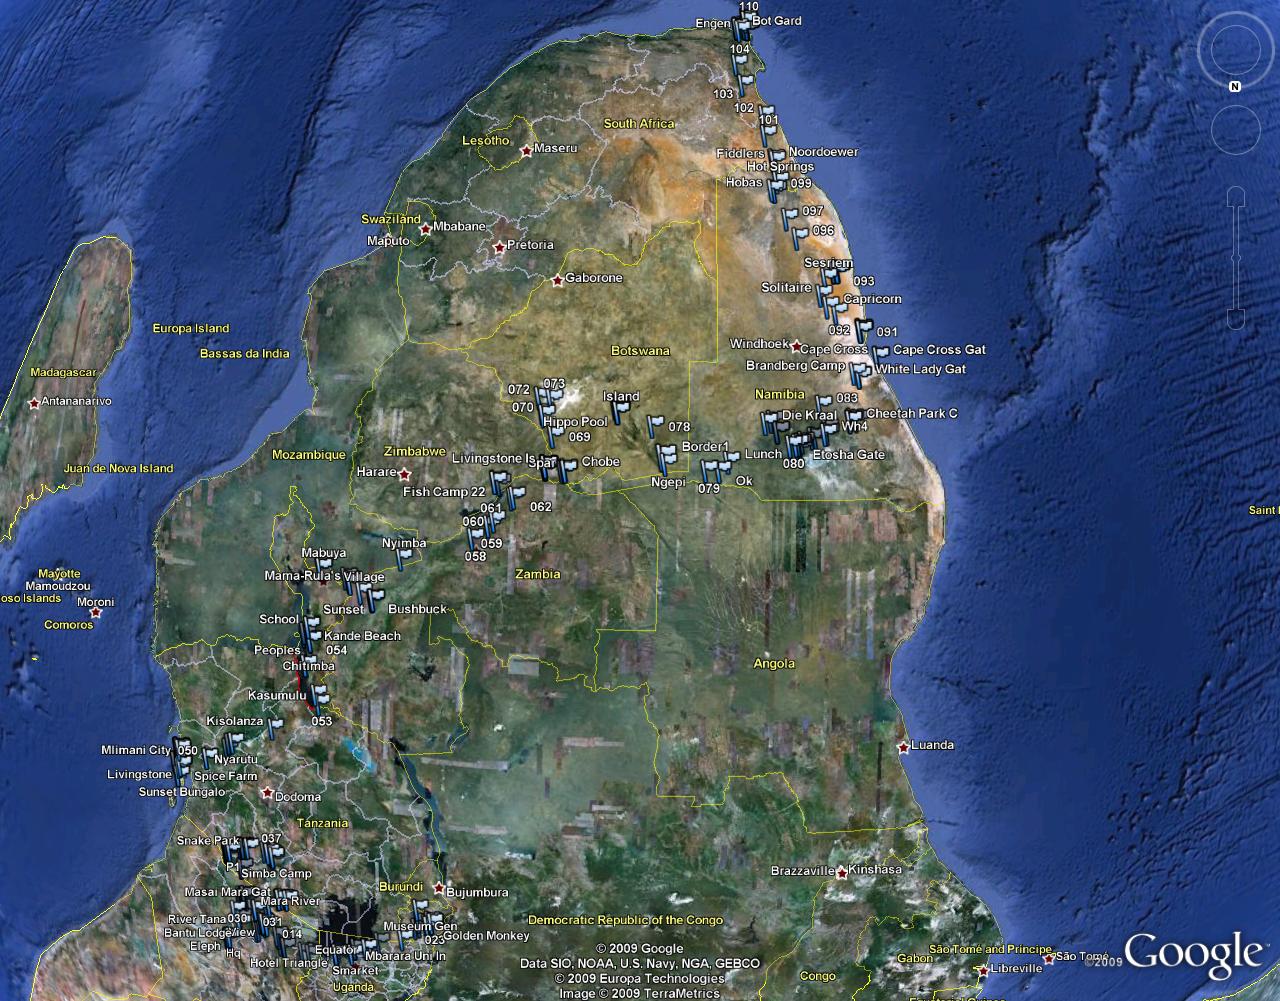 110
Engen
Bot Gard
104
103
102
101
South Africa
Lesotho
Maseru
Fiddlers
Noordoewer
Hot Springs
Hobas
099
097
096
Swaziland
Mbabane
Maputo
Pretoria
Gaborone
Sesriem
093
Solitaire
Capricorn
092
091
Europa Island
Bassas da India
Windhoek
Cape Cross
Cape Cross Gat
Botswana
Brandberg Camp
White Lady Gat
Madagascar
Antananarivo
072
073
070
Island
Namibia
083
Die Kraal
Cheetah Park C
Hippo Pool
069
078
Wh4
Juan de Nova Island
Mozambique
Zimbabwe
Livingstone Is
Spar
Chobe
Border1
Lunch
Etosha Gate
080
Harare
Ngepi
079
Ok
Fish Camp 22
062
061
060
059
058
Saint
Nyimba
Mabuya
Mama-Rula's
Village
Zambia
Mayotte
Mamoudzou
oso Islands
Moroni
Comoros
Sunset
Bushbuck
School
Kande Beach
Peoples
054
Chitimba
Angola
Kasumulu
053
Kisolanza
Mlimani City
050
Nyarutu
Livingstone
Spice Farm
Sunset Bungalo
Dodoma
Luanda
Tanzania
Snake Park
037
P1
Simba Camp
Masai Mara Gat
Mara River
Burundi
Bujumbura
Brazzaville
Kinshasa
River Tana
030
031
Bantu Lodge
View
014
Eleph
Hq
Museum Gen
023
Golden Monkey
Democratic Republic of the Congo
Hotel Triangle
Equator
Mbarara Uni In
Smarket
Uganda
São Tomé and Principe
São Tomé
Gabon
Libreville
Congo
© 2009 Google
Data SIO, NOAA, U.S. Navy, NGA, GEBCO
© 2009 Europa Technologies
Image © 2009 TerraMetrics
©2009 Google
N